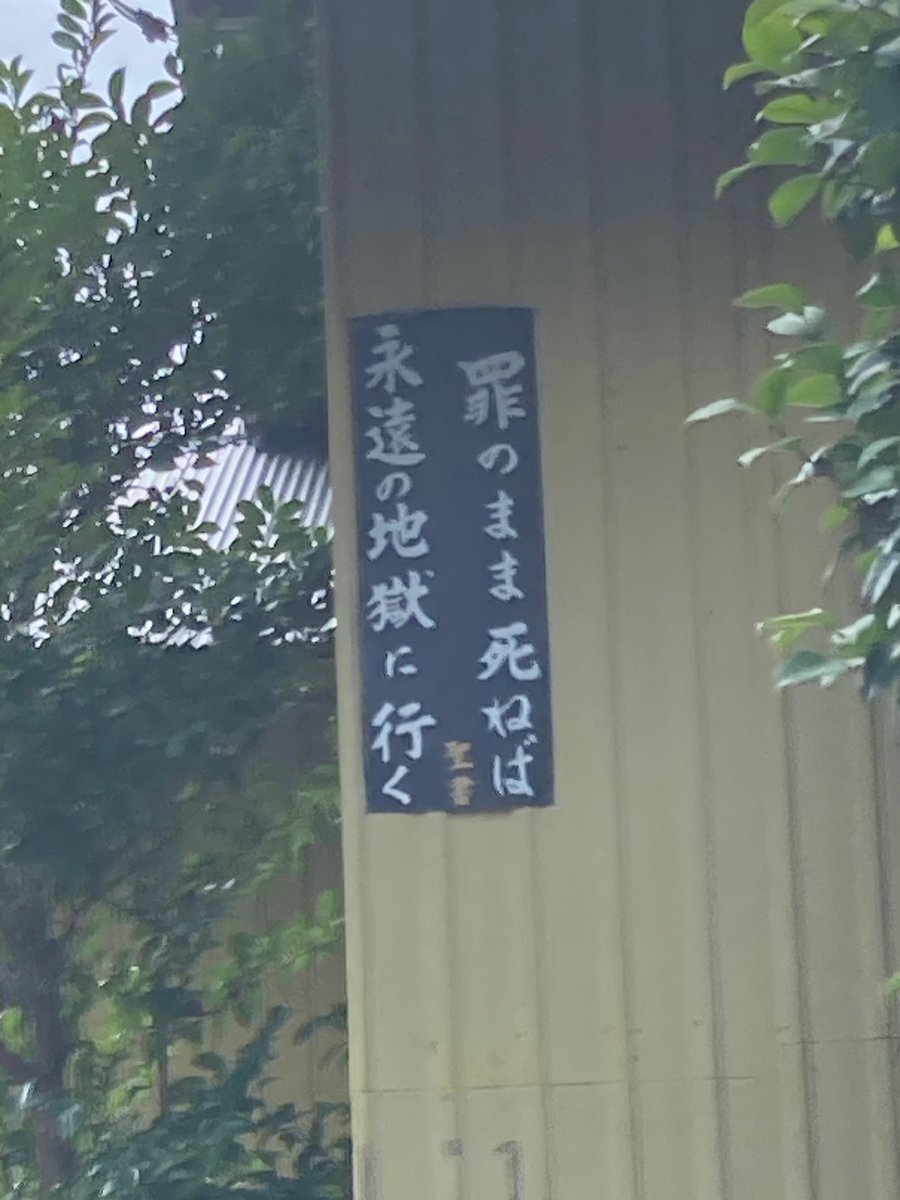 罪のまま死ねば
永遠の地獄に行く
聖書